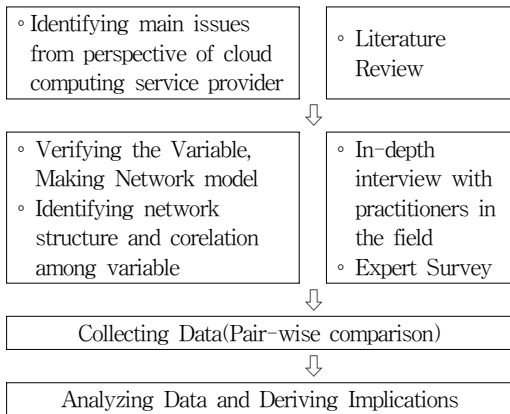 ◦ Identifying main issues
from perspective of cloud
computing service provider
◦ Literature
Review
◦ Verifying the Variable,
Making Network model
◦ Identifying network
structure and corelation
among variable
◦ In-depth
interview with
practitioners in
the field
◦ Expert Survey
Collecting Data(Pair-wise comparison)
Analyzing Data and Deriving Implications